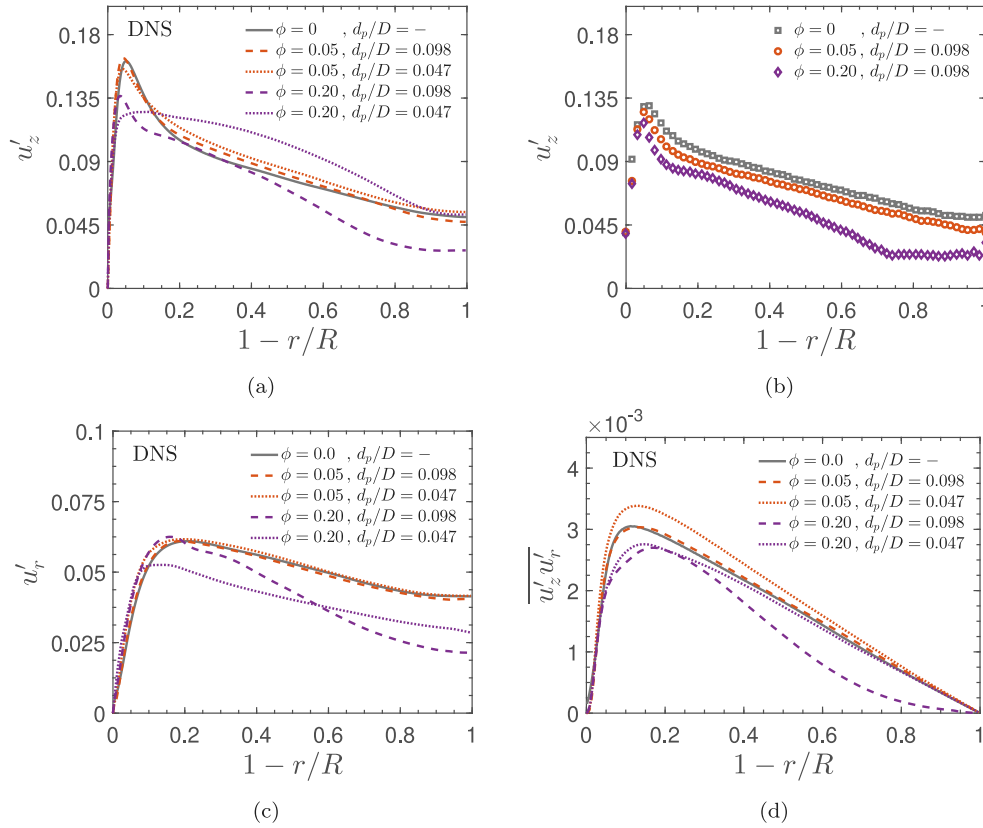 DNS
ϕ = 0 , d_p/D = −
ϕ = 0.05 , d_p/D = 0.098
ϕ = 0.05 , d_p/D = 0.047
ϕ = 0.20 , d_p/D = 0.098
ϕ = 0.20 , d_p/D = 0.047
0.18
0.135
0.09
0.045
0
u′_z
0 0.2 0.4 0.6 0.8 1
1 − r/R
(a)
ϕ = 0 , d_p/D = −
ϕ = 0.05 , d_p/D = 0.098
ϕ = 0.20 , d_p/D = 0.098
0.18
0.135
0.09
0.045
0
u′_z
0 0.2 0.4 0.6 0.8 1
1 − r/R
(b)
DNS
ϕ = 0.0 , d_p/D = −
ϕ = 0.05 , d_p/D = 0.098
ϕ = 0.05 , d_p/D = 0.047
ϕ = 0.20 , d_p/D = 0.098
ϕ = 0.20 , d_p/D = 0.047
0.1
0.075
0.05
0.025
0
u′_r
0 0.2 0.4 0.6 0.8 1
1 − r/R
(c)
×10⁻³
DNS
ϕ = 0.0 , d_p/D = −
ϕ = 0.05 , d_p/D = 0.098
ϕ = 0.05 , d_p/D = 0.047
ϕ = 0.20 , d_p/D = 0.098
ϕ = 0.20 , d_p/D = 0.047
4
3
2
1
0
u′_z u′_r
0 0.2 0.4 0.6 0.8 1
1 − r/R
(d)